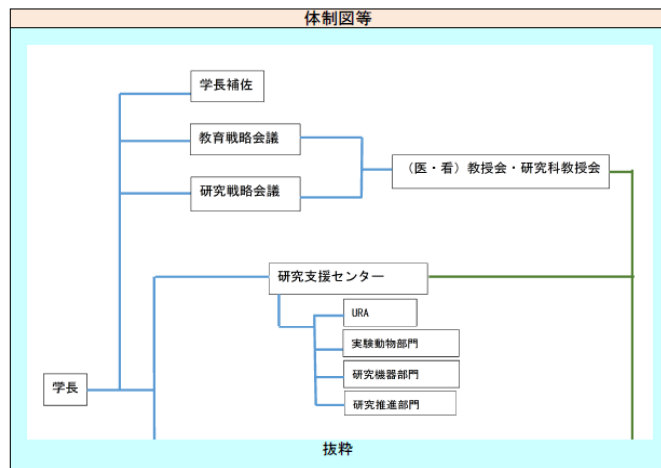 体制図等
学長補佐
教育戦略会議
(医・看)教授会・研究科教授会
研究戦略会議
研究支援センター
URA
実験動物部門
研究機器部門
学長
研究推進部門
抜粋